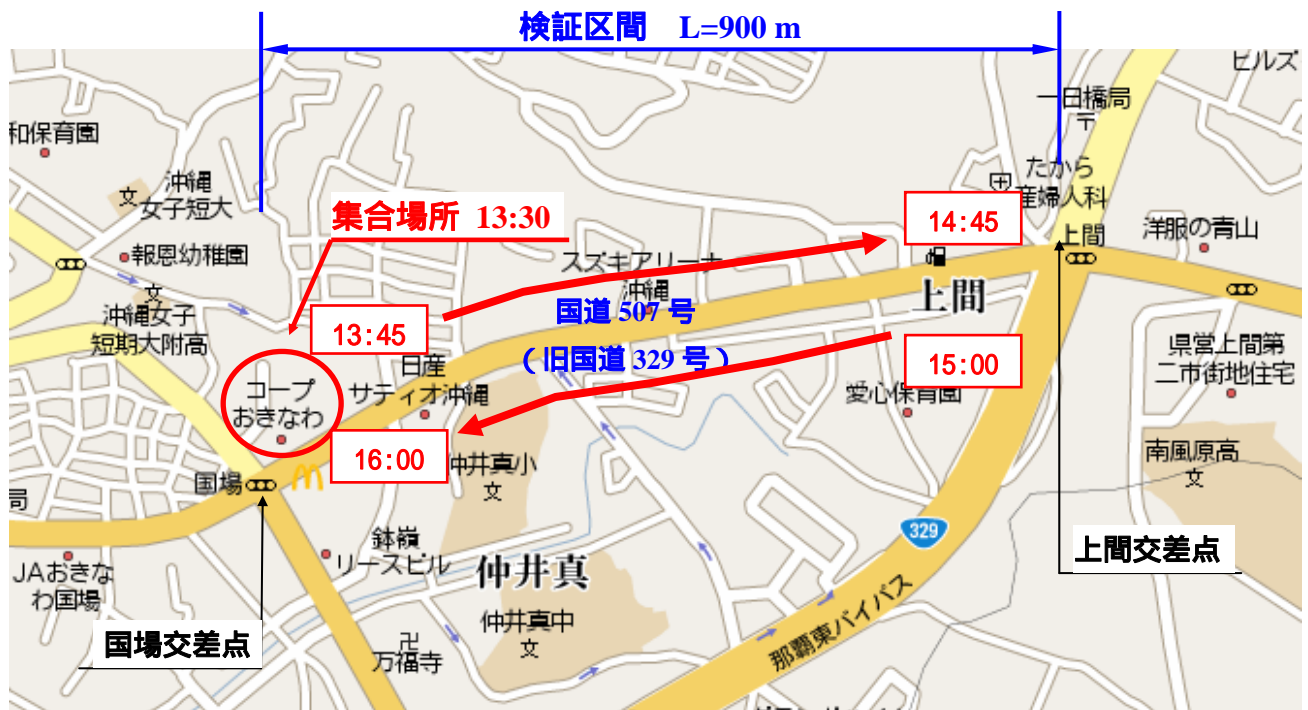 検証区間 L=900 m
ヒルズ
一日橋局
〒
和保育園
たから
産婦人科
沖縄
女子短大
文
集合場所 13:30
14:45
上間
洋服の青山
報恩幼稚園
スズキアリーナ
沖縄
文
上間
国道 507 号
沖縄女子
短期大附高
13:45
(旧国道 329 号)
15:00
県営上間第
二市街地住宅
日産
サティオ沖縄
コープ
おきなわ
愛心保育園
16:00
仲井真小
文
南風原高
文
国場
局
329
鉢嶺
リースビル
上間交差点
JAおきな
わ国場
仲井真
那覇東バイパス
仲井真中
文
国場交差点
卍
万福寺